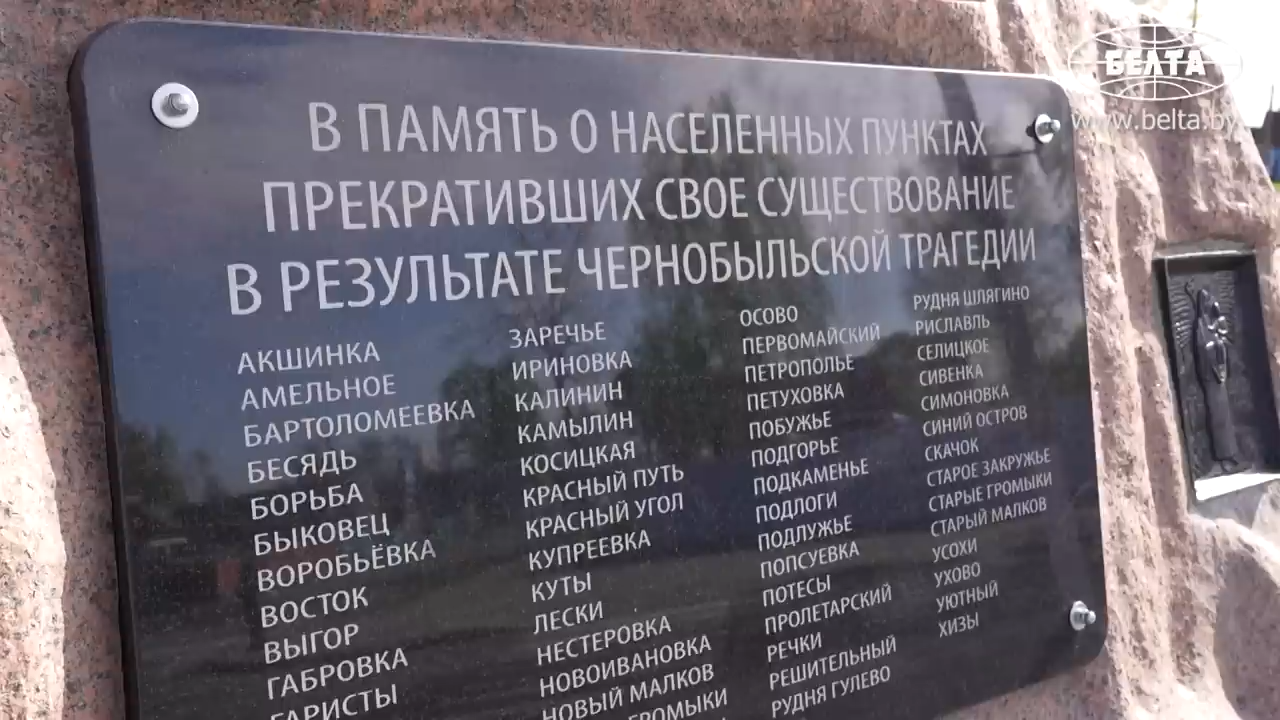 В ПАМЯТЬ О НАСЕЛЕННЫХ ПУНКТАХ
ПРЕКРАТИВШИХ СВОЕ СУЩЕСТВОВАНИЕ
В РЕЗУЛЬТАТЕ ЧЕРНОБЫЛЬСКОЙ ТРАГЕДИИ
АКШИНКА
АМЕЛЬНОЕ
БАРТОЛОМЕЕВКА
БЕСЯДЬ
БОРЬБА
БЫКОВЕЦ
ВОРОБЬЁВКА
ВОСТОК
ВЫГОР
ГАБРОВКА
ГАРИСТЫ
ЗАРЕЧЬЕ
ИРИНОВКА
КАЛИНИН
КАМЫЛИН
КОСИЦКАЯ
КРАСНЫЙ ПУТЬ
КРАСНЫЙ УГОЛ
КУПРЕЕВКА
КУТЫ
ЛЕСКИ
НЕСТЕРОВКА
НОВОИВАНОВКА
НОВЫЙ МАЛКОВ
ГРОМЫКИ
ОСОВО
ПЕРВОМАЙСКИЙ
ПЕТРОПОЛЬЕ
ПЕТУХОВКА
ПОБУЖЬЕ
ПОДГОРЬЕ
ПОДКАМЕНЬЕ
ПОДЛОГИ
ПОДЛУЖЬЕ
ПОПСУЕВКА
ПОТЕСЫ
ПРОЛЕТАРСКИЙ
РЕЧКИ
РЕШИТЕЛЬНЫЙ
РУДНЯ ГУЛЕВО
РУДНЯ ШЛЯГИНО
РИСЛАВЛЬ
СЕЛИЦКОЕ
СИВЕНКА
СИМОНОВКА
СИНИЙ ОСТРОВ
СКАЧОК
СТАРОЕ ЗАКРУЖЬЕ
СТАРЫЕ ГРОМЫКИ
СТАРЫЙ МАЛКОВ
УСОХИ
УХОВО
УЮТНЫЙ
ХИЗЫ
БЕЛТА
www.belta.by